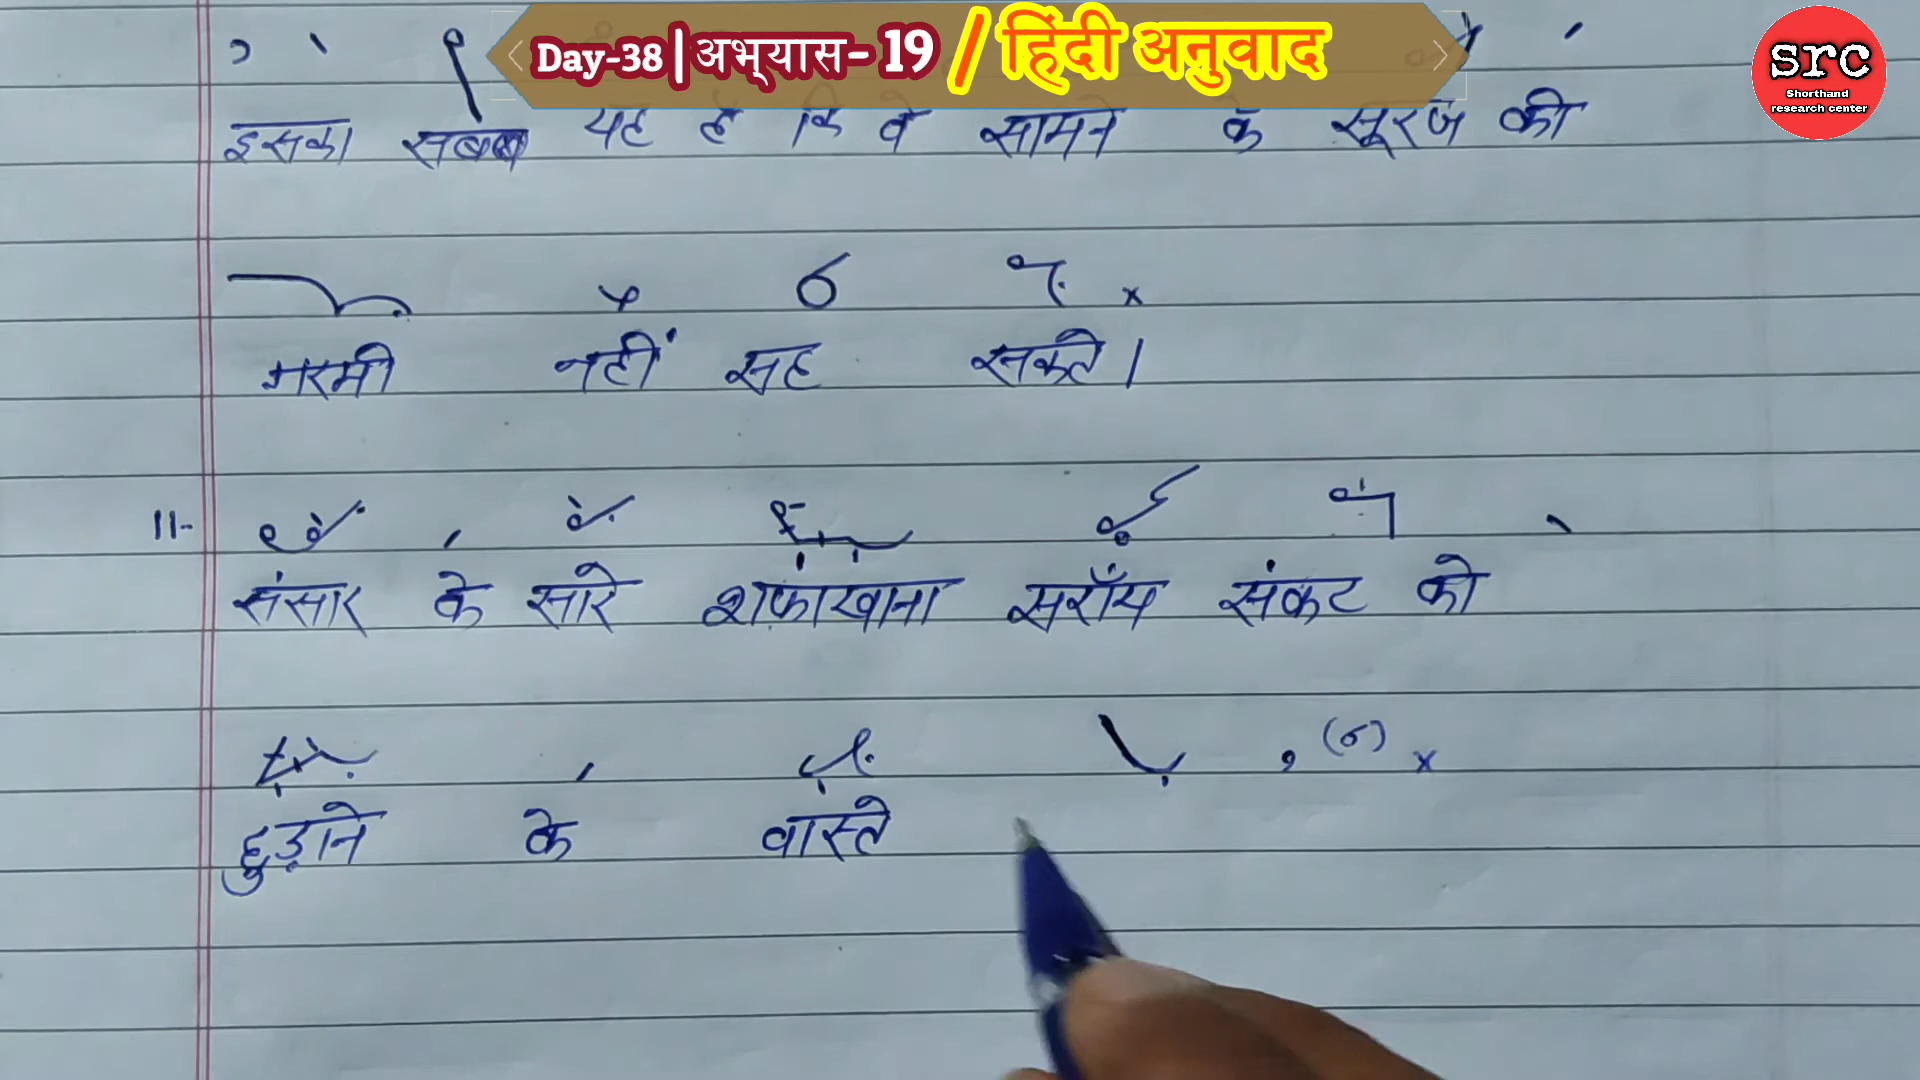 Day-38 | अभ्यास- 19 / हिंदी अनुवाद
src
Shorthand
research center
इसका सबब यह है कि वे सामने के सूरज की
गरमी नहीं सह सकते।
11- संसार के सारे शफ़ाखाना सराँय संकट को
छुड़ाने के वास्ते